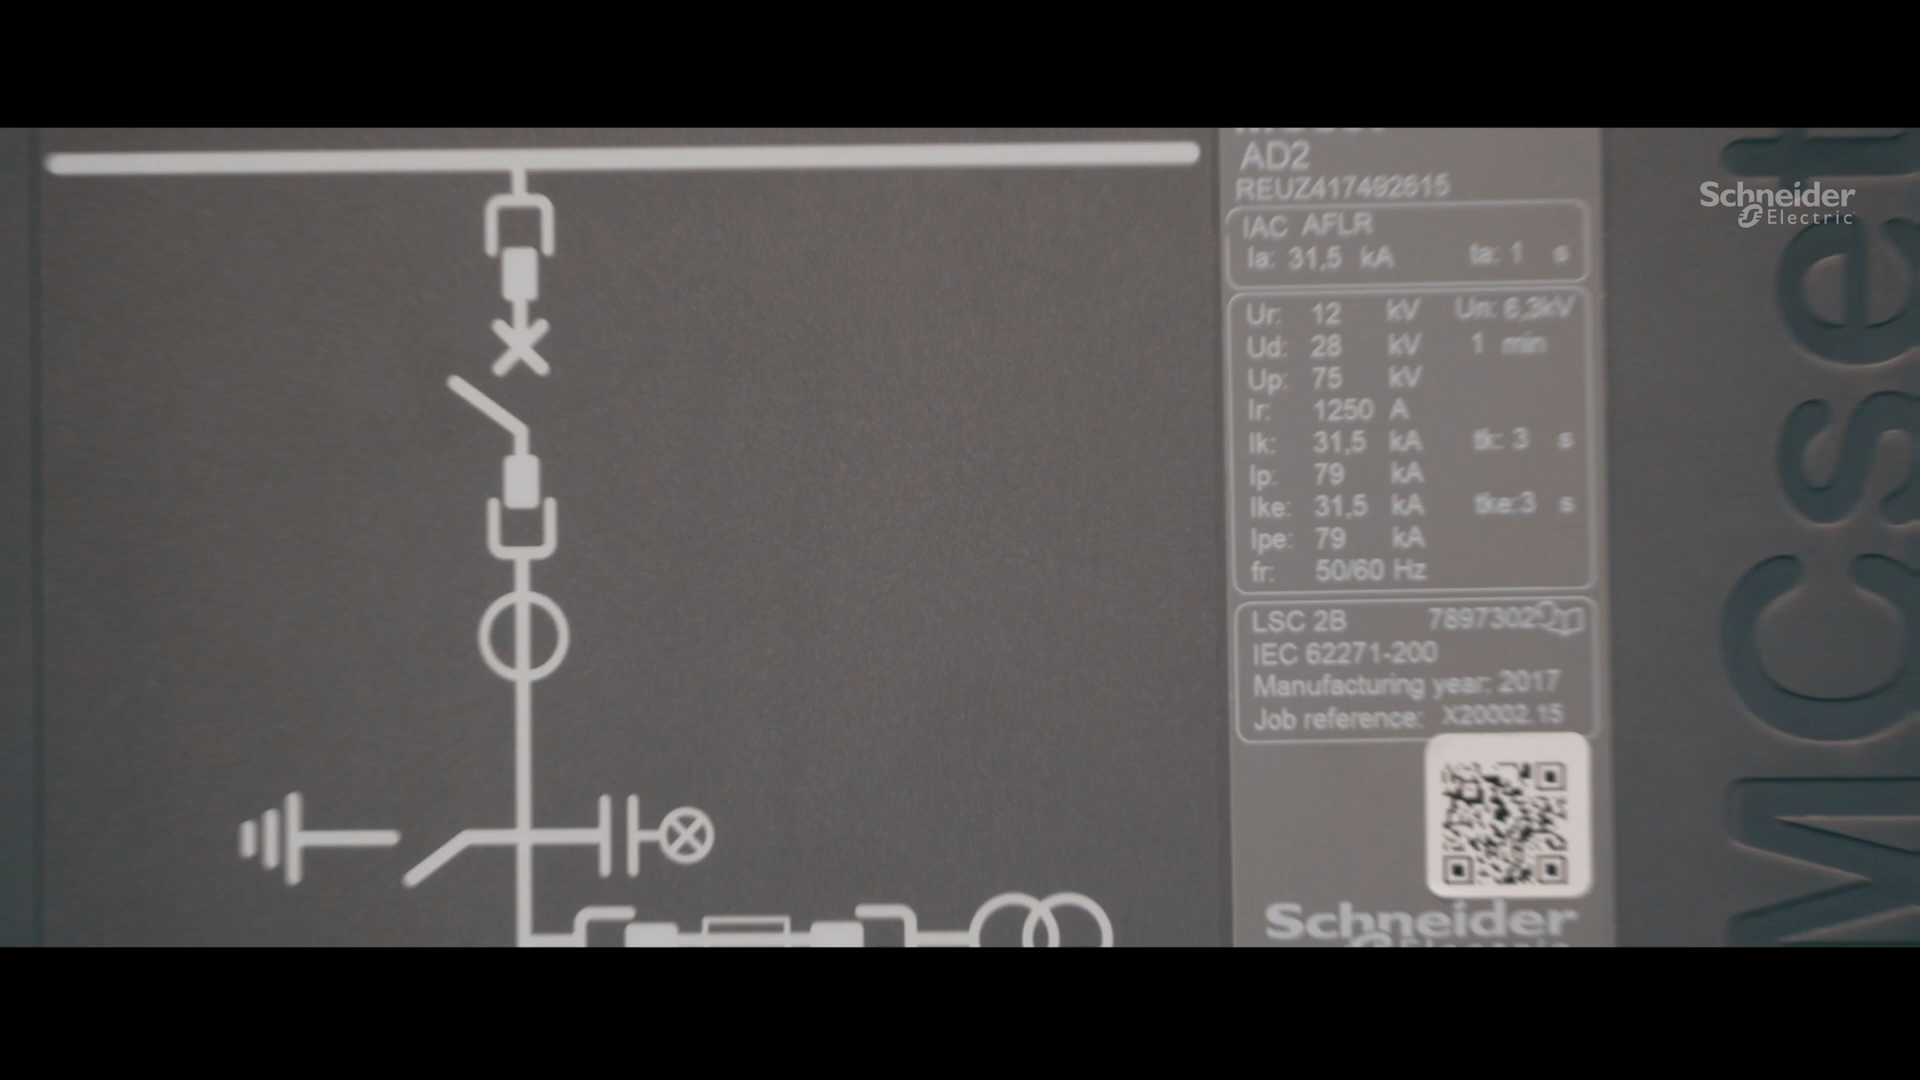 AD2
REUZ417492615
IAC AFLR
Ia: 31,5 kA ta: 1 s
Ur: 12 kV Un: 6,3kV
Ud: 28 kV 1 min
Up: 75 kV
Ir: 1250 A
Ik: 31,5 kA tk: 3 s
Ip: 79 kA
Ike: 31,5 kA tke:3 s
Ipe: 79 kA
fr: 50/60 Hz
LSC 2B 7897302
IEC 62271-200
Manufacturing year: 2017
Job reference: X20002.15
Schneider
Electric
MCset
Schneider
Electric